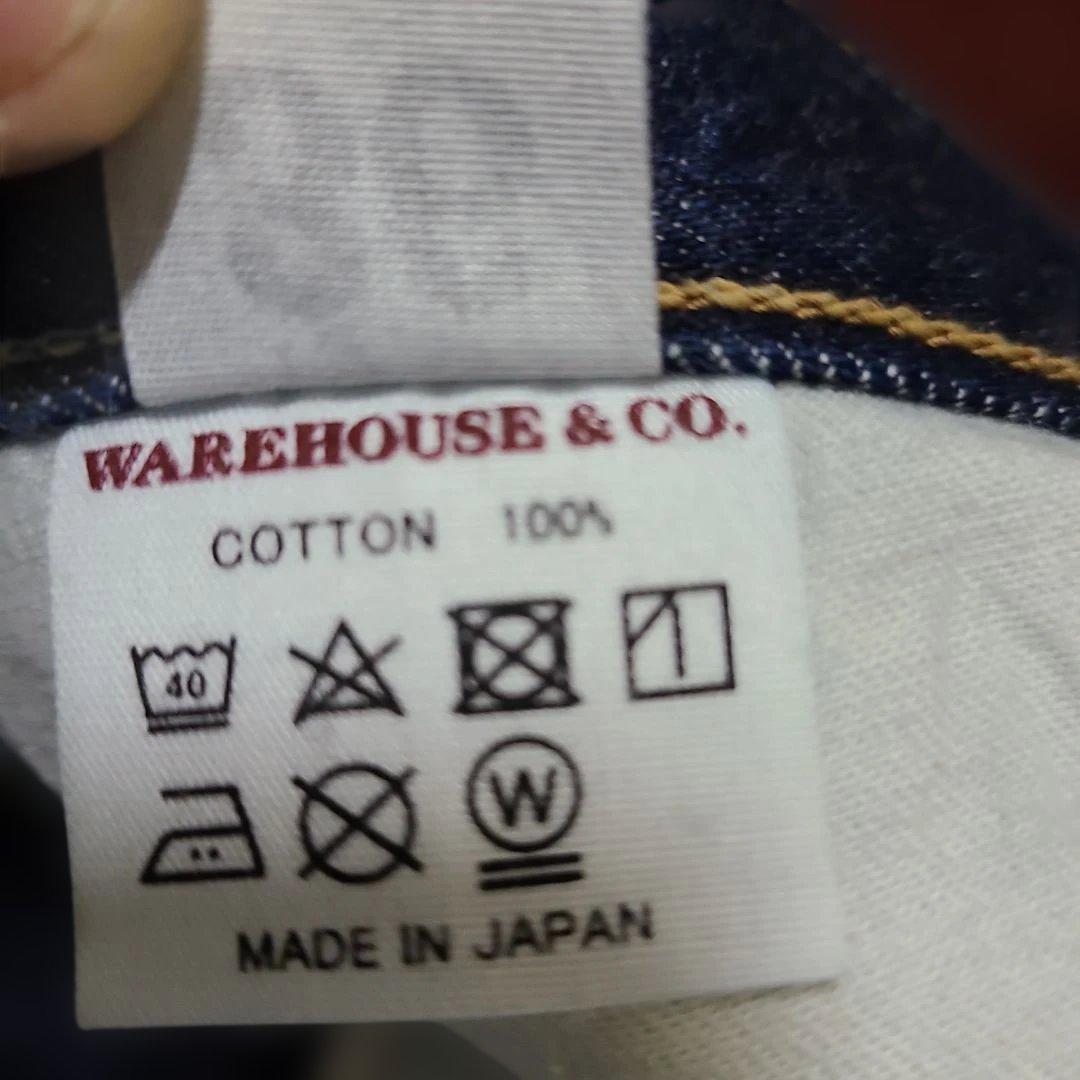 WAREHOUSE & CO.
COTTON 100%
40
W
MADE IN JAPAN